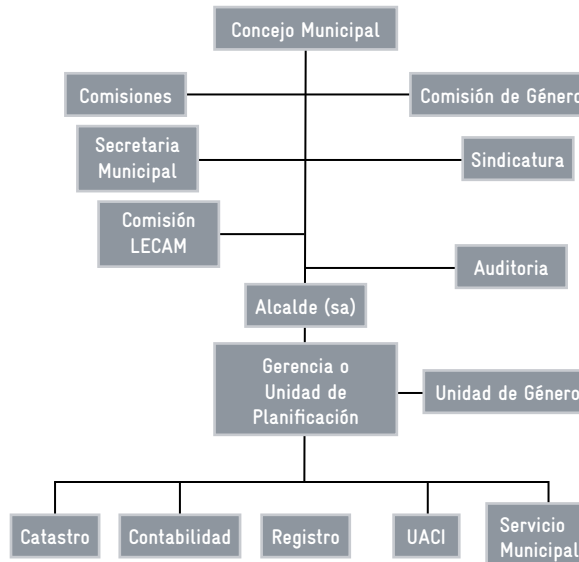 Concejo Municipal
Comisiones
Comisión de Género
Secretaria
Municipal
Sindicatura
Comisión
LECAM
Auditoria
Alcalde (sa)
Gerencia o
Unidad de
Planificación
Unidad de Género
Catastro
Contabilidad
Registro
UACI
Servicio
Municipal